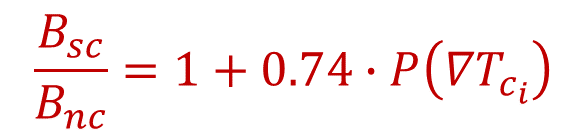 B_sc / B_nc = 1 + 0.74 · P(∇T_{c_i})